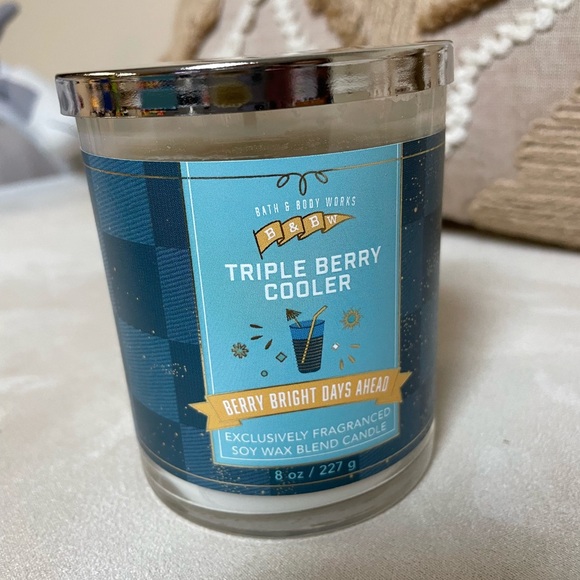 BATH & BODY WORKS
B & B W
TRIPLE BERRY
COOLER
BERRY BRIGHT DAYS AHEAD
EXCLUSIVELY FRAGRANCED
SOY WAX BLEND CANDLE
8 oz / 227 g